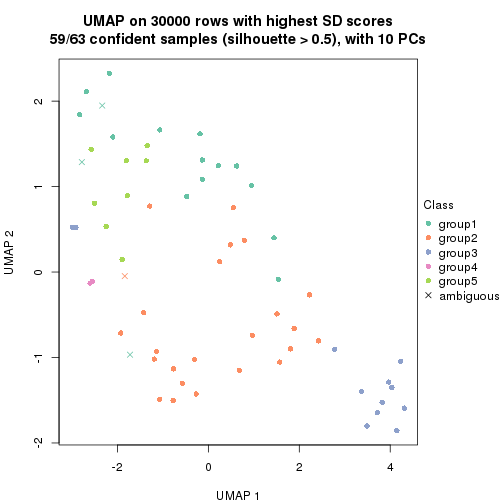 UMAP on 30000 rows with highest SD scores
59/63 confident samples (silhouette > 0.5), with 10 PCs
2
1
0
-1
-2
UMAP 2
-2
0
2
4
UMAP 1
Class
group1
group2
group3
group4
group5
ambiguous